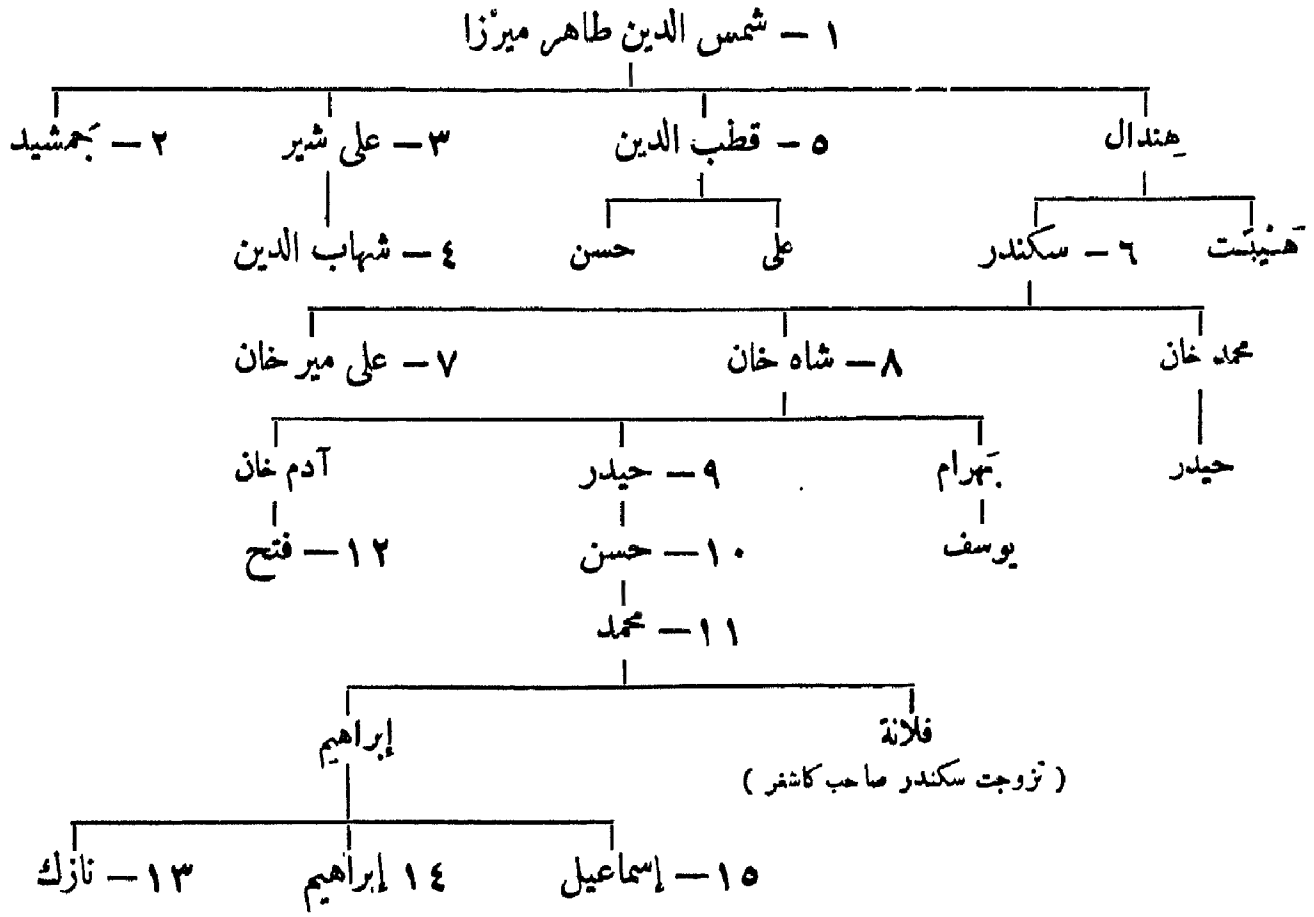 ١ – شمس الدين طاهر ميرزا
هندال ٥ – قطب الدين ٣ – على شير ٢ – جمشيد
هَنيبَت ٦ – سكندر على حسن ٤ – شهاب الدين
محمد خان ٨ – شاه خان ٧ – على مير خان
حيدر بَهرام ٩ – حيدر آدم خان
يوسف ١٠ – حسن ١٢ – فتح
١١ – محمد
فلانة إبراهيم
( تزوجت سكندر صاحب كاشغر )
١٥ – إسماعيل ١٤ إبراهيم ١٣ – نازك